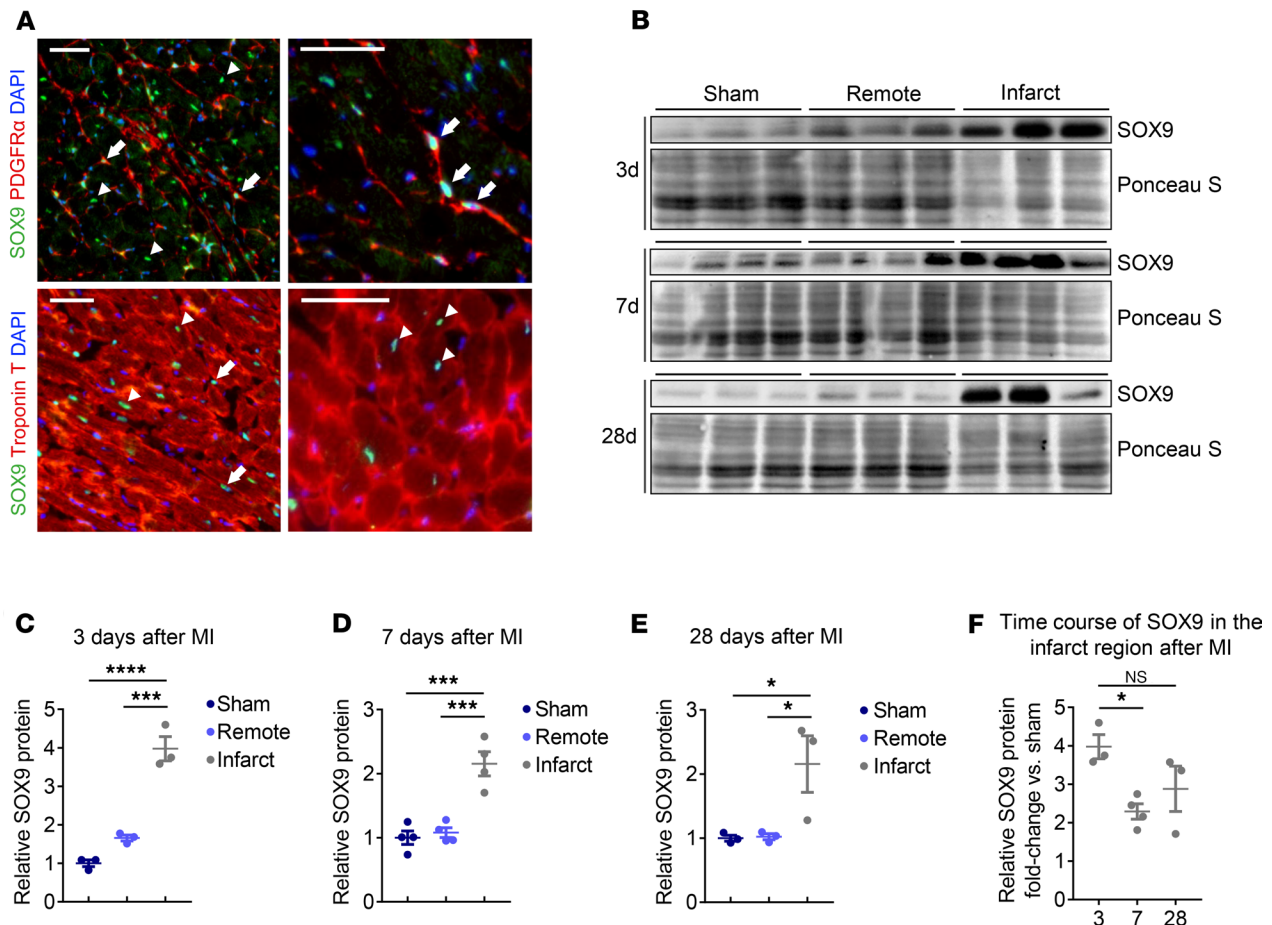 A
SOX9 PDGFRα DAPI
SOX9 Troponin T DAPI
B
Sham Remote Infarct
3d
SOX9
Ponceau S
7d
SOX9
Ponceau S
28d
SOX9
Ponceau S
C 3 days after MI
Relative SOX9 protein
5
4
3
2
1
0
****
***
Sham
Remote
Infarct
D 7 days after MI
Relative SOX9 protein
3
2
1
0
***
***
Sham
Remote
Infarct
E 28 days after MI
Relative SOX9 protein
3
2
1
0
*
*
Sham
Remote
Infarct
F Time course of SOX9 in the
infarct region after MI
Relative SOX9 protein
fold-change vs. sham
NS
*
5
4
3
2
1
0
3 7 28